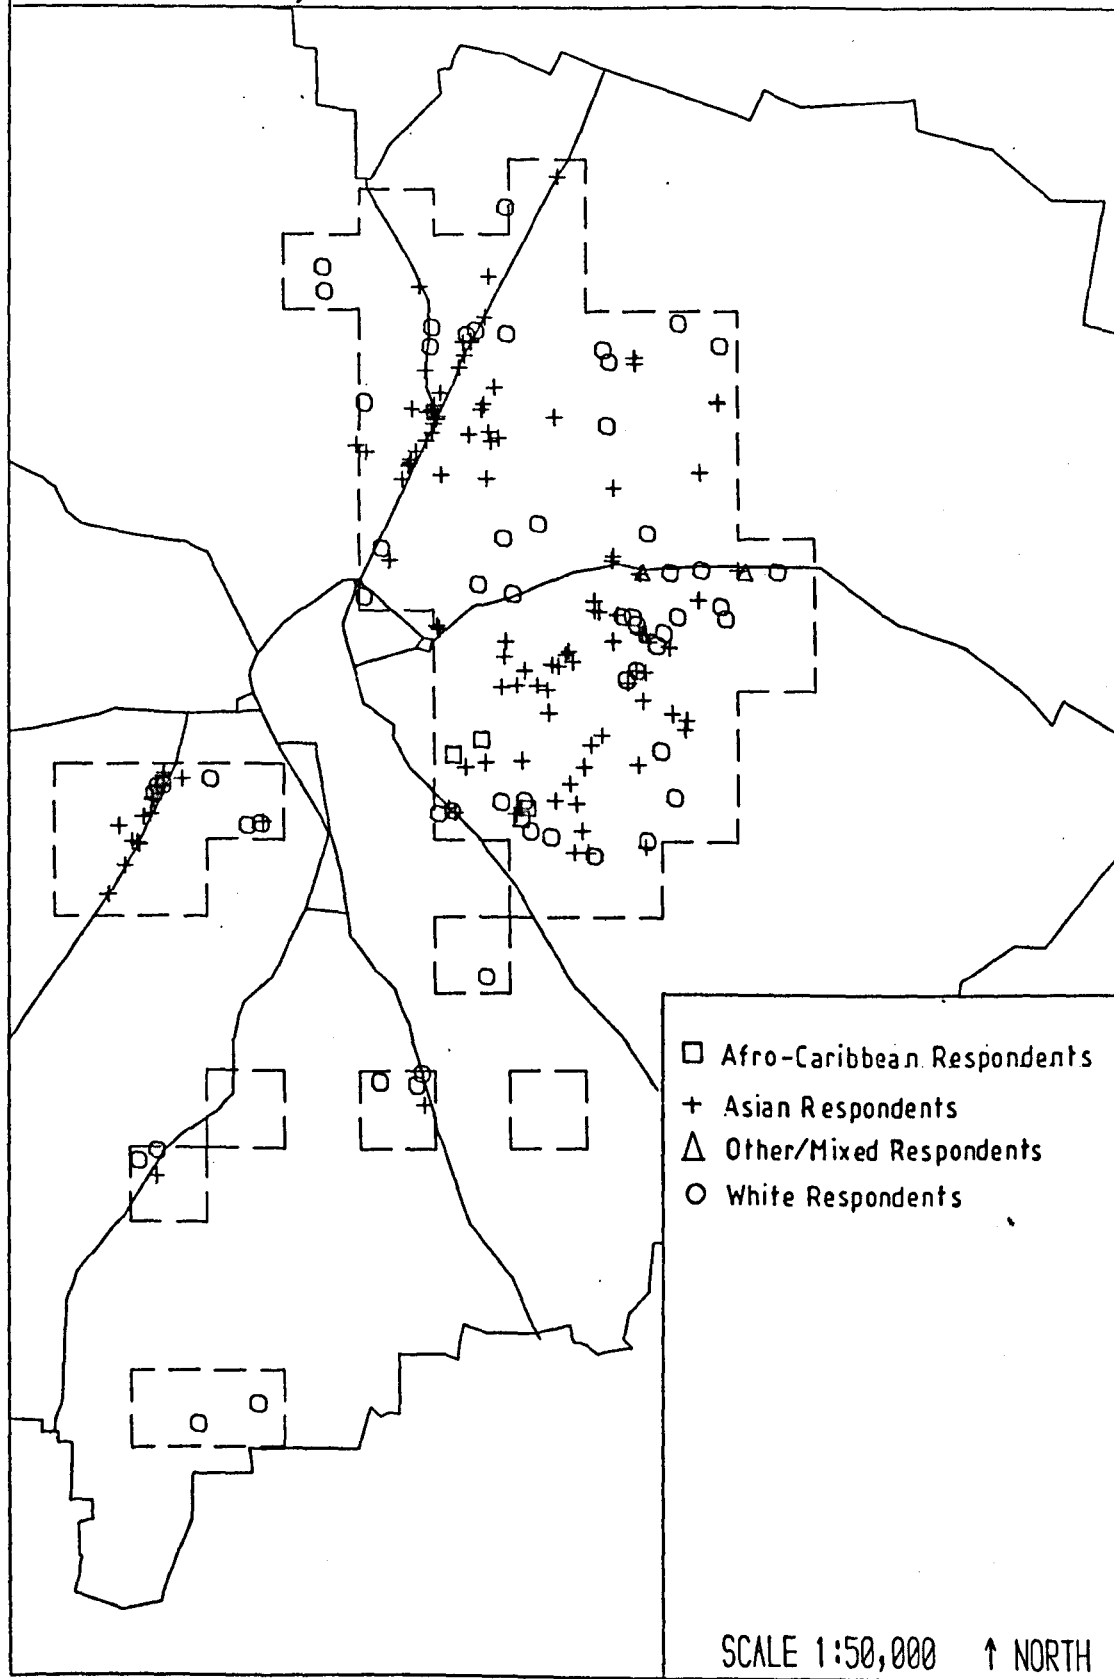 Afro-Caribbean Respondents
Asian Respondents
Other/Mixed Respondents
White Respondents
SCALE 1:50,000 ↑ NORTH